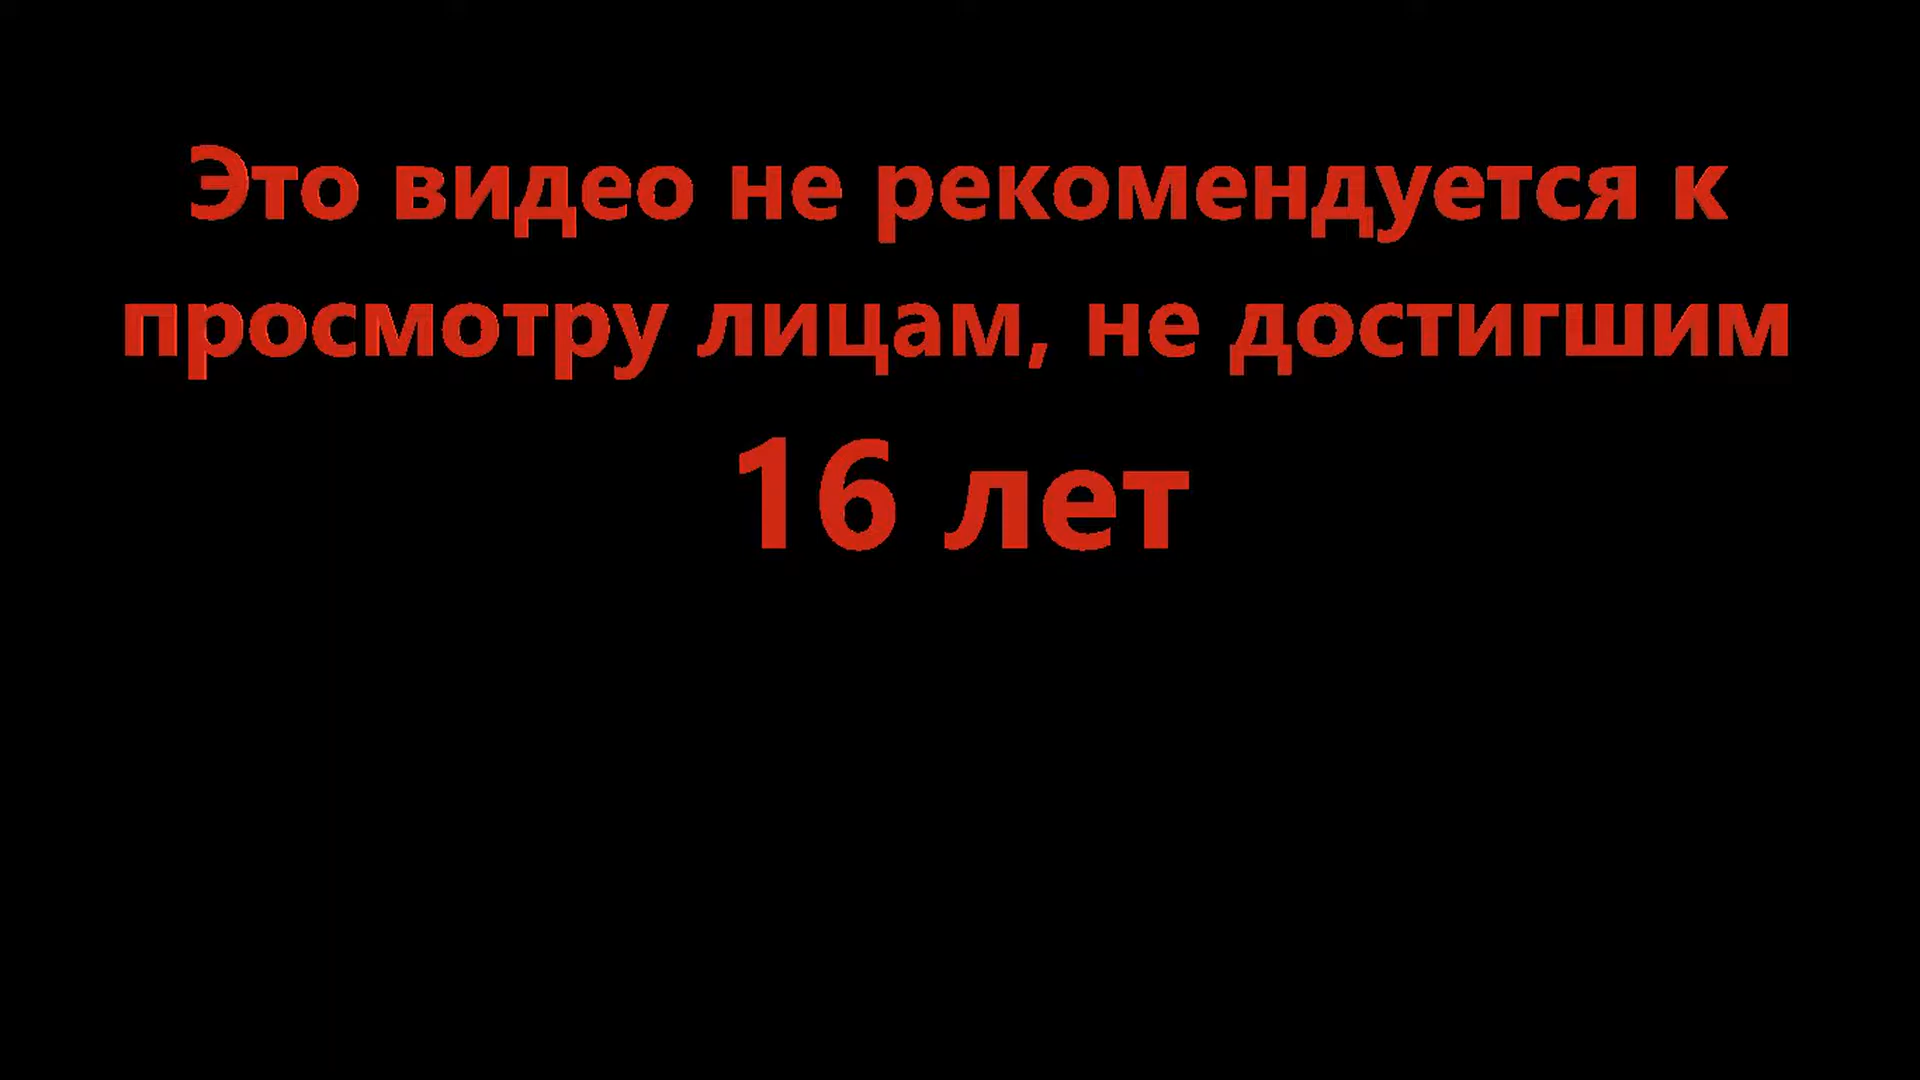 Это видео не рекомендуется к
просмотру лицам, не достигшим
16 лет